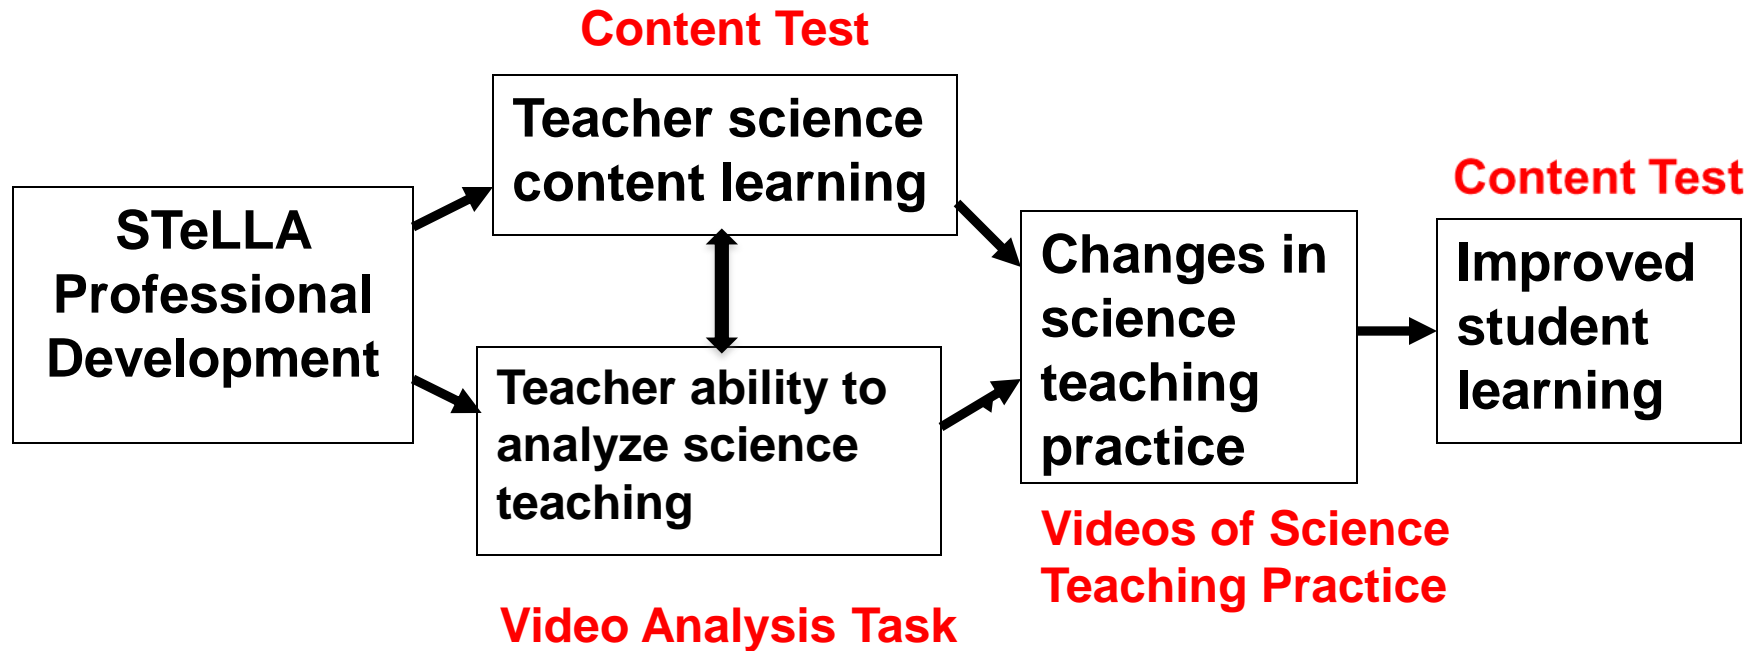 Content Test
Teacher science
content learning
STeLLA
Professional
Development
Teacher ability to
analyze science
teaching
Video Analysis Task
Changes in
science
teaching
practice
Videos of Science
Teaching Practice
Content Test
Improved
student
learning